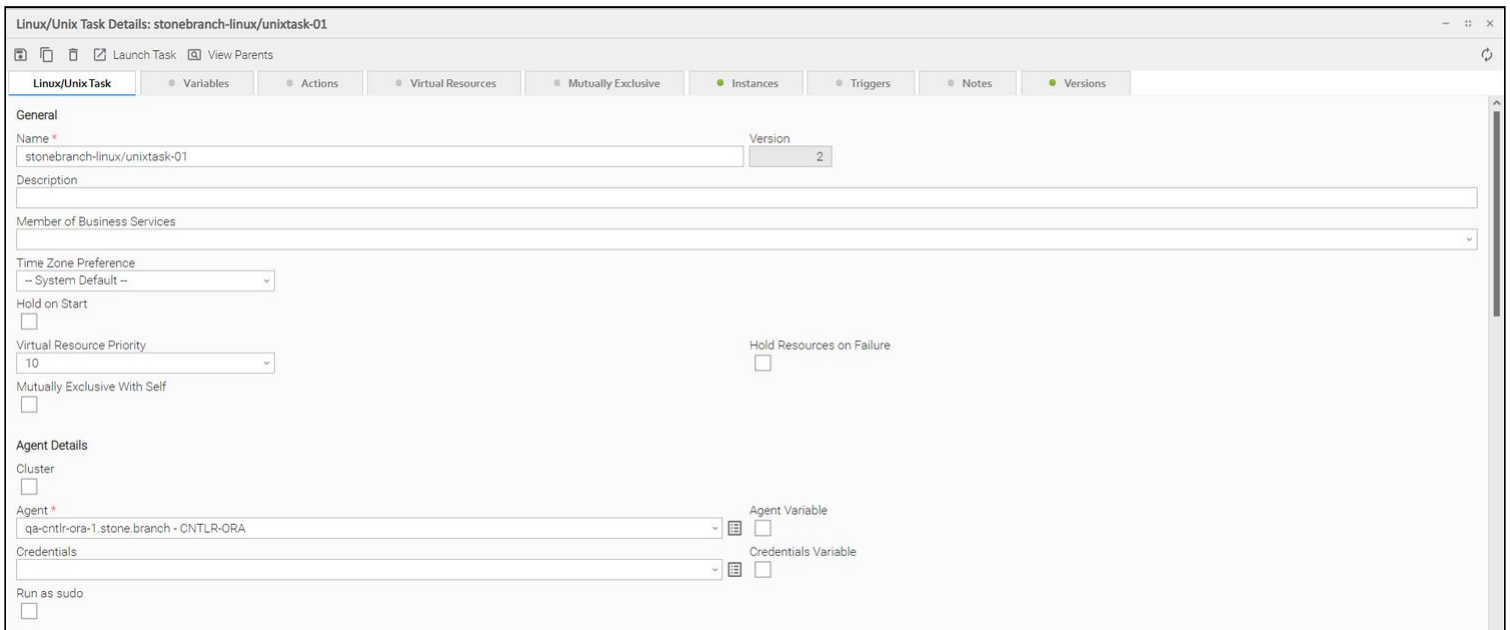 Linux/Unix Task Details: stonebranch-linux/unixtask-01
Launch Task View Parents
Linux/Unix Task Variables Actions Virtual Resources Mutually Exclusive Instances Triggers Notes Versions
General
Name * Version
stonebranch-linux/unixtask-01 2
Description
Member of Business Services
Time Zone Preference
-- System Default --
Hold on Start
Virtual Resource Priority Hold Resources on Failure
10
Mutually Exclusive With Self
Agent Details
Cluster
Agent * Agent Variable
qa-cntlr-ora-1.stone.branch - CNTLR-ORA
Credentials Credentials Variable
Run as sudo